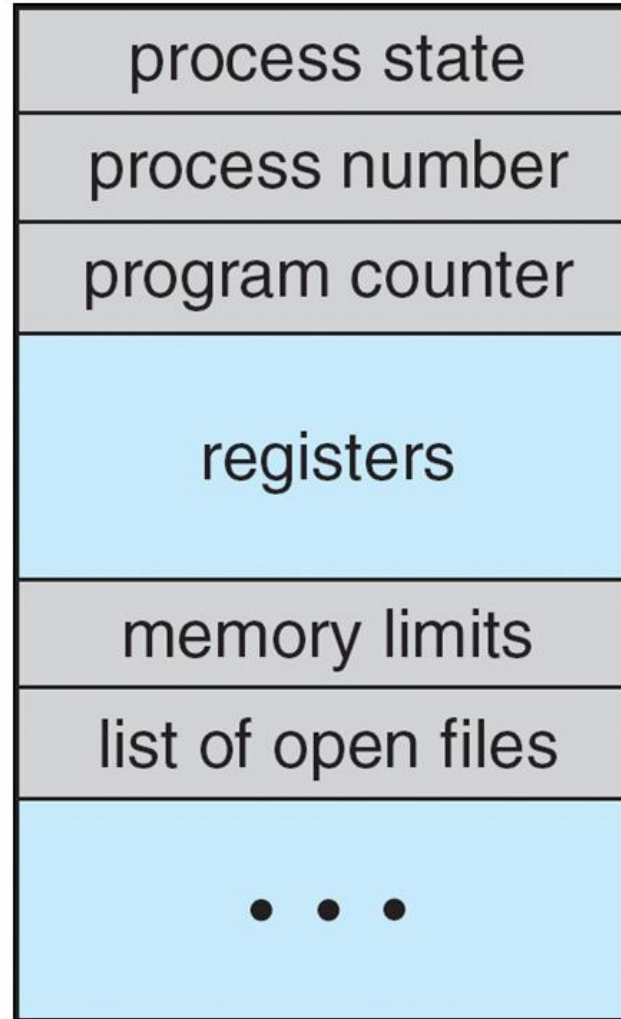 process state
process number
program counter
registers
memory limits
list of open files
• • •